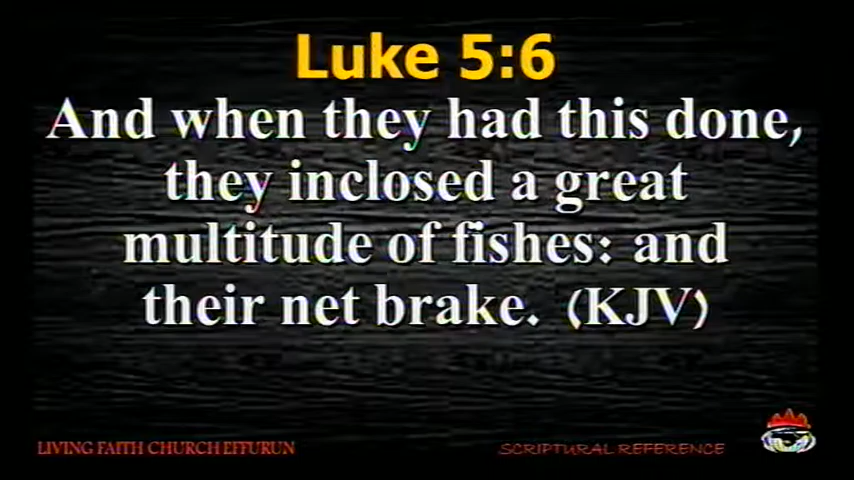 Luke 5:6
And when they had this done,
they inclosed a great
multitude of fishes: and
their net brake. (KJV)
LIVING FAITH CHURCH EFFURUN
SCRIPTURAL REFERENCE